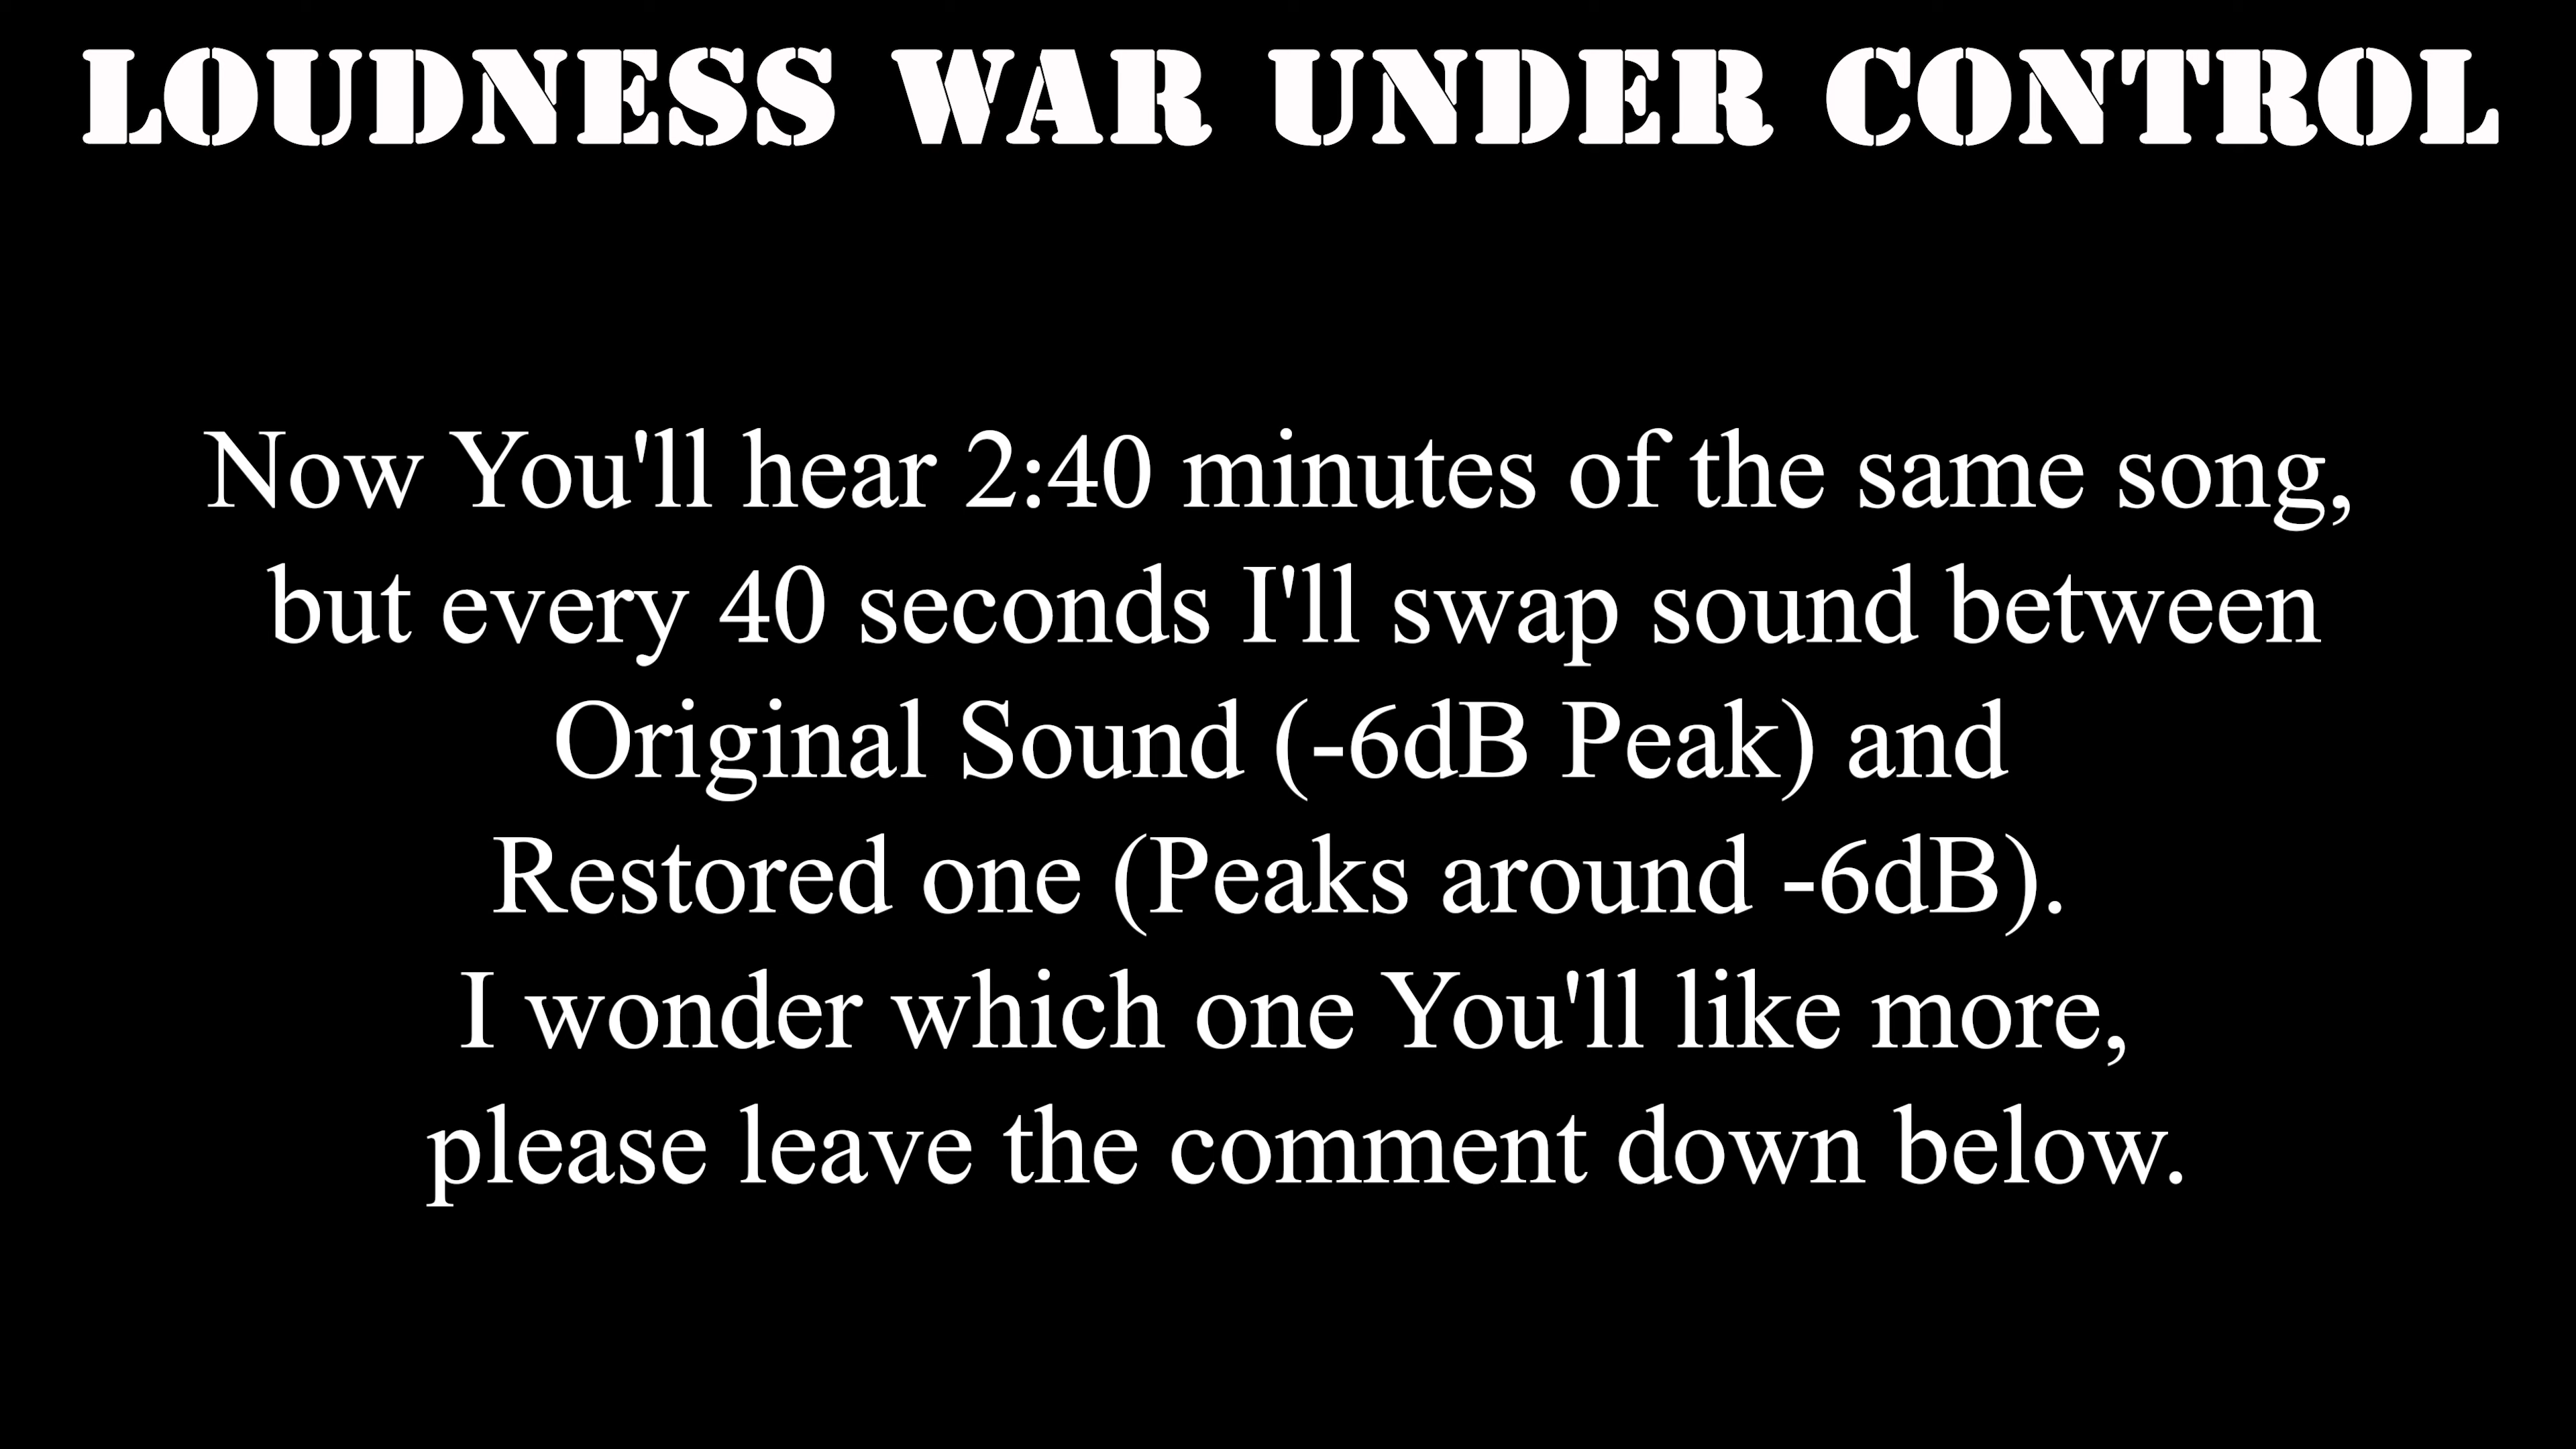 LOUDNESS WAR UNDER CONTROL
Now You'll hear 2:40 minutes of the same song,
but every 40 seconds I'll swap sound between
Original Sound (-6dB Peak) and
Restored one (Peaks around -6dB).
I wonder which one You'll like more,
please leave the comment down below.